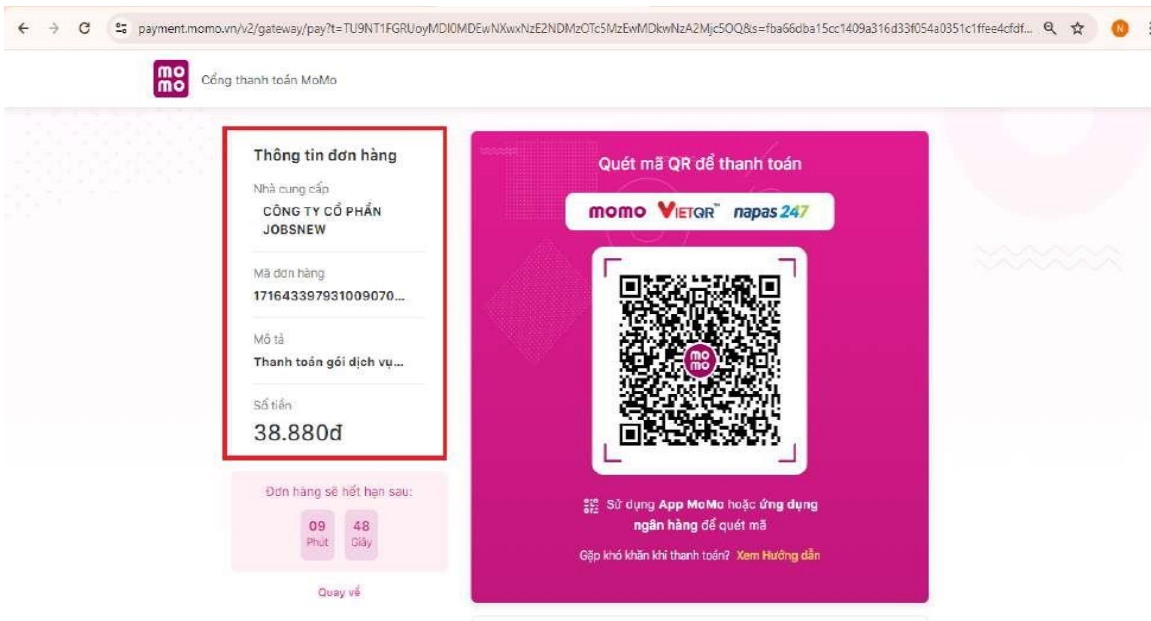 payment.momo.vn/v2/gateway/pay?t=TU9NT1FGRUoyMDI0MDEwNXwxNzE2NDMzOTc5MzEwMDkwNzA2Mjc5OQ&s=fba66dba15cc1409a316d33f054a0351c1ffee4cfdf...
N
mo
mo
Cổng thanh toán MoMo
Thông tin đơn hàng
Nhà cung cấp
CÔNG TY CỔ PHẦN
JOBSNEW
Mã đơn hàng
171643397931009070...
Mô tả
Thanh toán gói dịch vụ...
Số tiền
38.880đ
Đơn hàng sẽ hết hạn sau:
09 48
Phút Giây
Quay về
Quét mã QR để thanh toán
momo VIETQR™ napas 247
mo
mo
Sử dụng App MoMo hoặc ứng dụng
ngân hàng để quét mã
Gặp khó khăn khi thanh toán? Xem Hướng dẫn